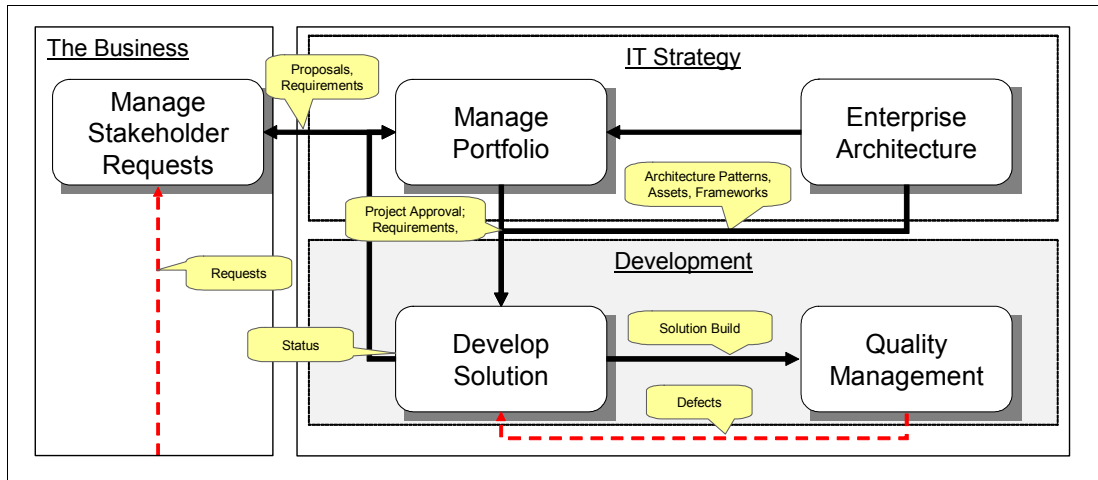 The Business
Manage
Stakeholder
Requests
Proposals,
Requirements
IT Strategy
Manage
Portfolio
Enterprise
Architecture
Architecture Patterns,
Assets, Frameworks
Project Approval;
Requirements,
Requests
Development
Status
Develop
Solution
Solution Build
Quality
Management
Defects